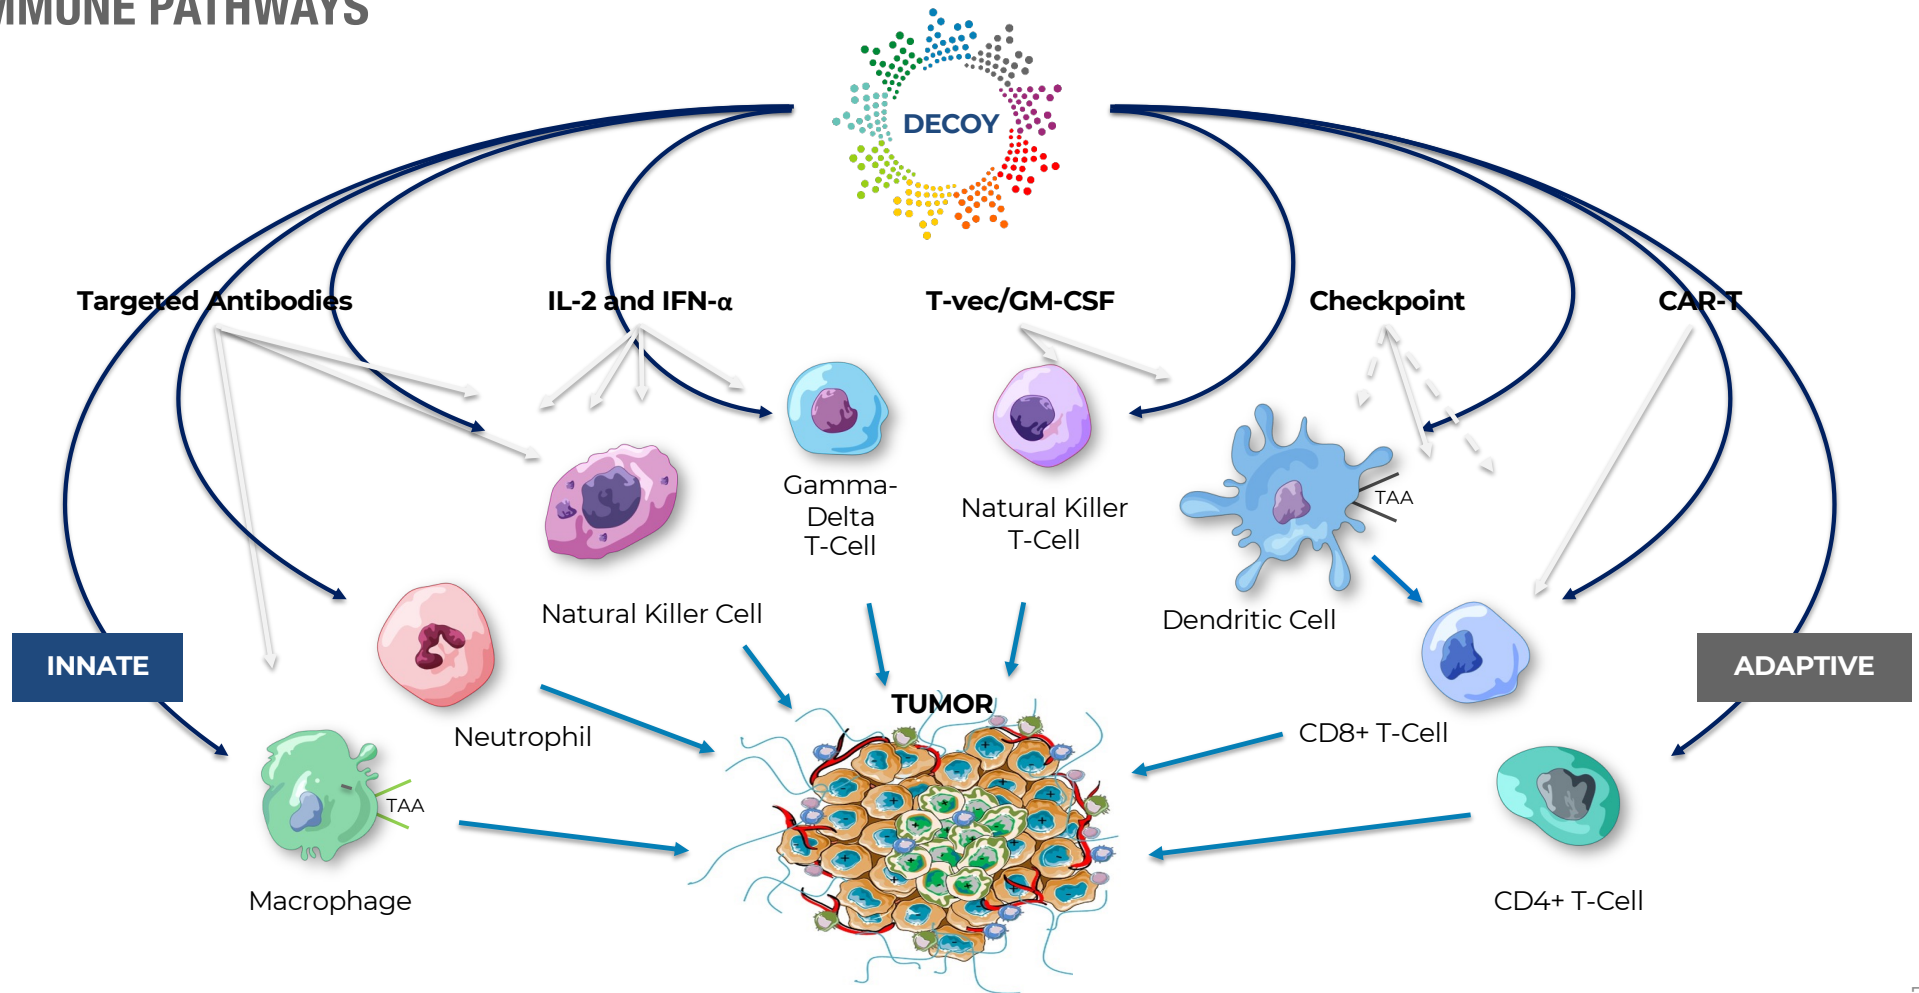 MMUNE PATHWAYS
DECOY
Targeted Antibodies
IL-2 and IFN-α
T-vec/GM-CSF
Checkpoint
CAR-T
TAA
Gamma-
Delta
T-Cell
Natural Killer
T-Cell
Natural Killer Cell
Dendritic Cell
INNATE
ADAPTIVE
TUMOR
Neutrophil
CD8+ T-Cell
TAA
Macrophage
CD4+ T-Cell